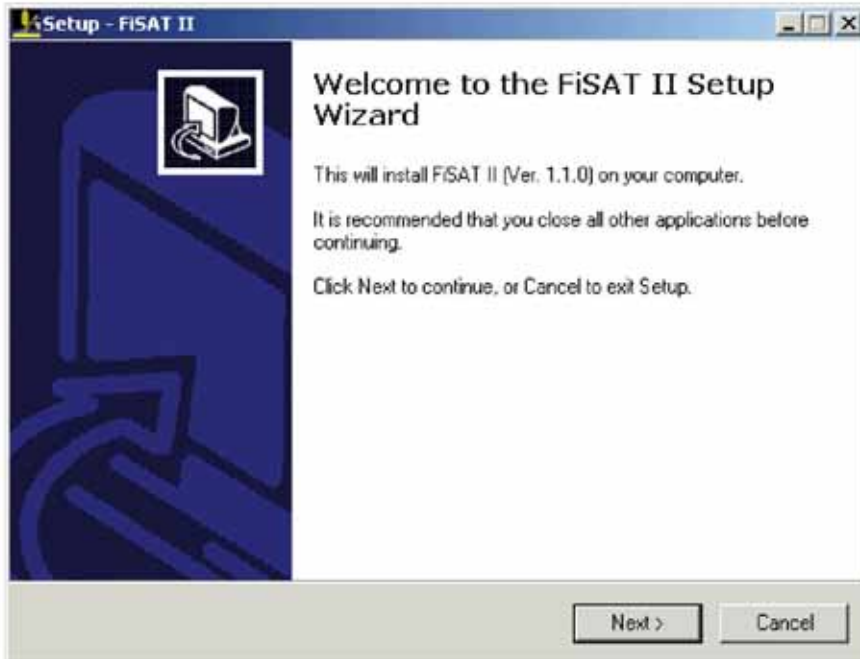 Setup - FiSAT II
Welcome to the FiSAT II Setup
Wizard
This will install FiSAT II (Ver. 1.1.0) on your computer.
It is recommended that you close all other applications before
continuing.
Click Next to continue, or Cancel to exit Setup.
Next >
Cancel